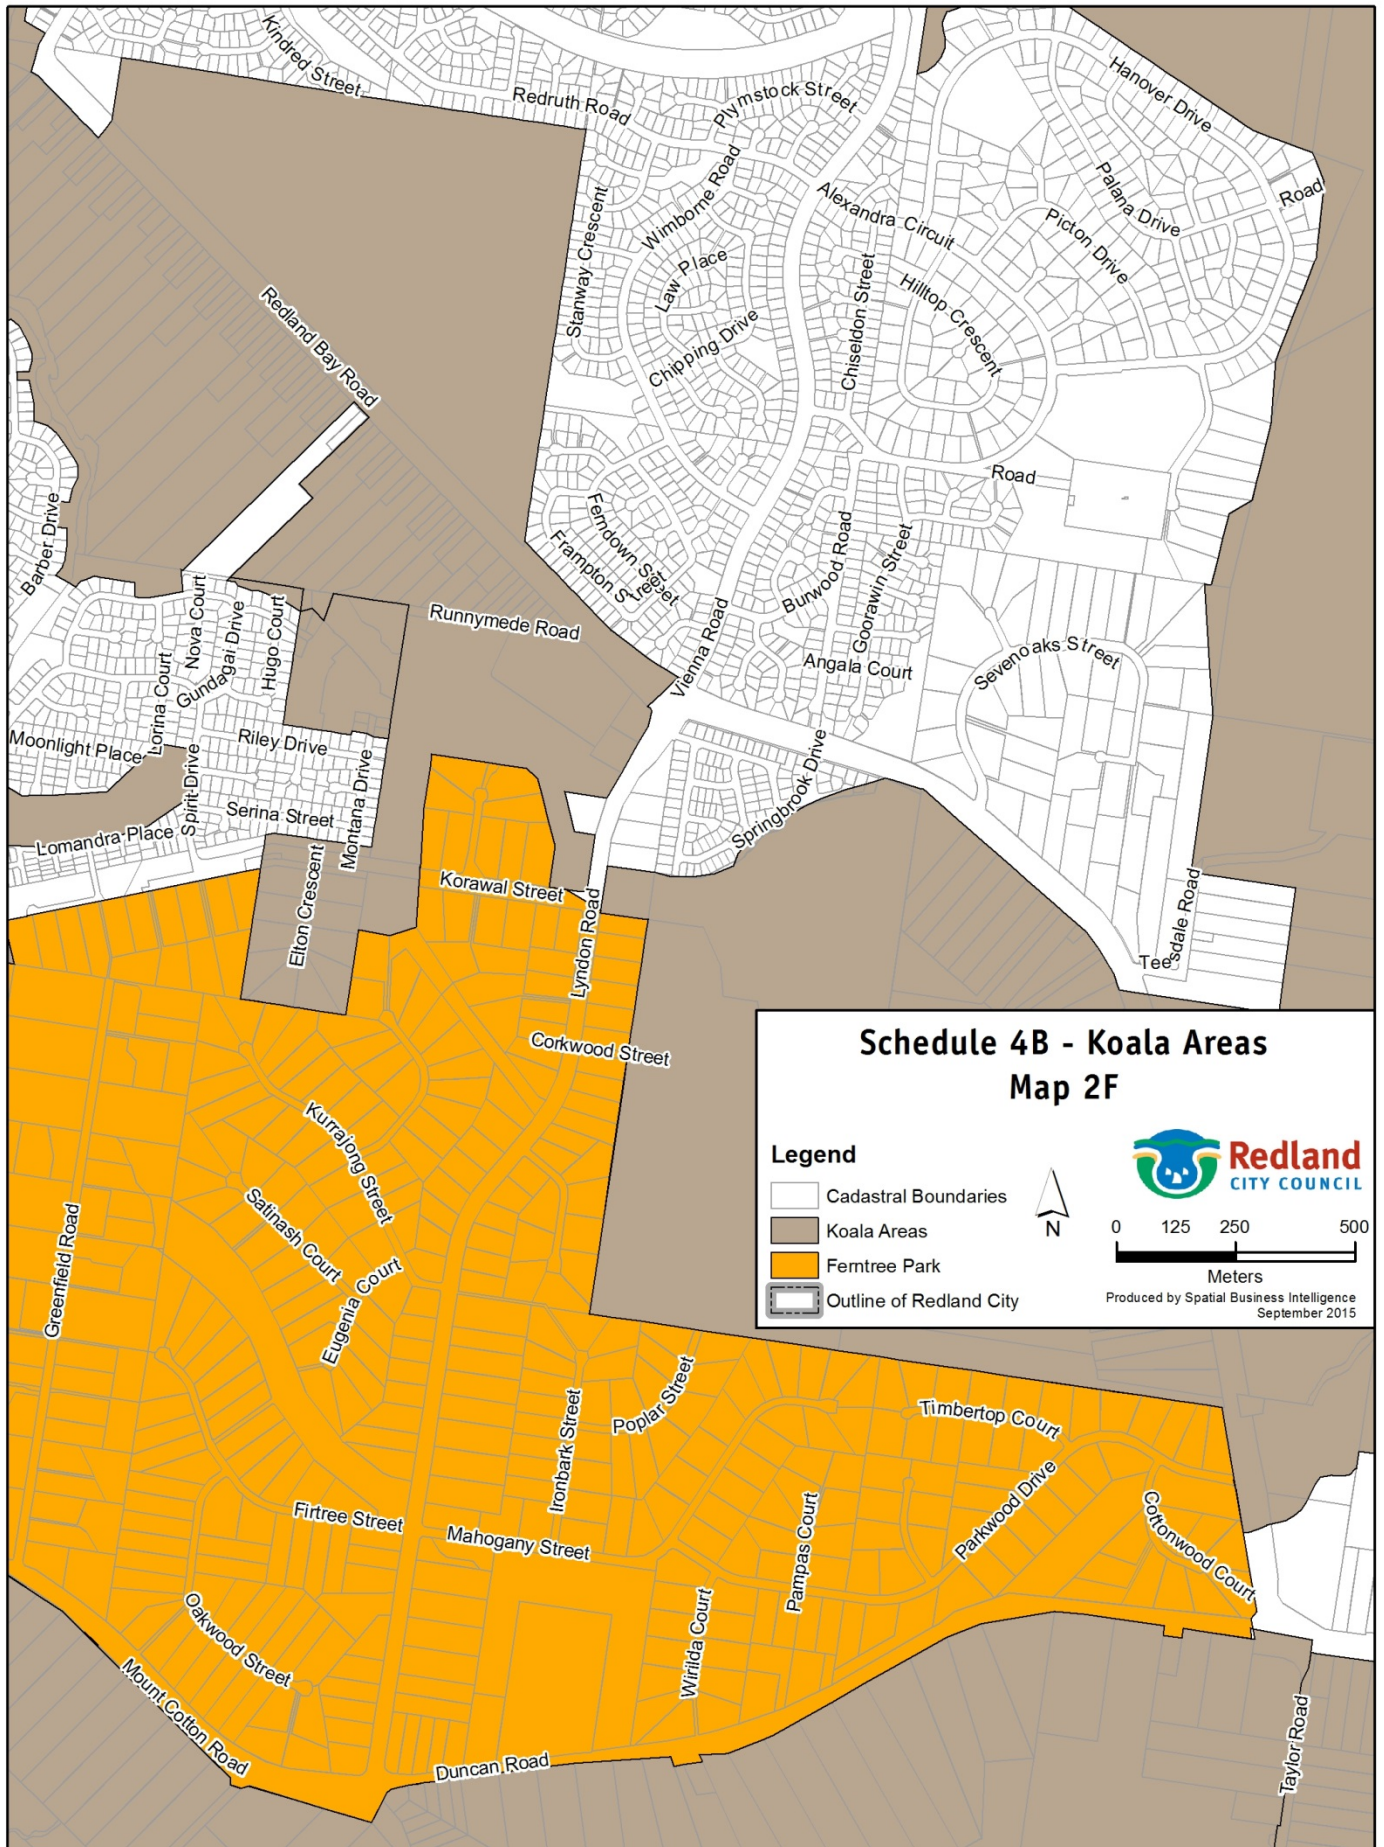 Kindred Street
Redruth Road
Plymstock Street
Hanover Drive
Road
Wimborne Road
Alexandra Circuit
Palana Drive
Picton Drive
Stanway Crescent
Law Place
Chiseldon Street
Hilltop Crescent
Redland Bay Road
Chipping Drive
Road
Barber Drive
Ferndown Street
Frampton Street
Burwood Road
Goorawin Street
Runnymede Road
Nova Court
Gundagai Drive
Hugo Court
Vienna Road
Angala Court
Sevenoaks Street
Lorina Court
Moonlight Place
Riley Drive
Spirit Drive
Serina Street
Montana Drive
Springbrook Drive
Lomandra Place
Elton Crescent
Korawal Street
Lyndon Road
Teesdale Road
Corkwood Street
Schedule 4B - Koala Areas
Map 2F
Legend
Cadastral Boundaries
Koala Areas
Ferntree Park
Outline of Redland City
N
Redland
CITY COUNCIL
0 125 250 500
Meters
Produced by Spatial Business Intelligence
September 2015
Kurrajong Street
Satinash Court
Eugenia Court
Greenfield Road
Ironbark Street
Poplar Street
Timbertop Court
Parkwood Drive
Cottonwood Court
Pampas Court
Firtree Street
Mahogany Street
Wirilda Court
Oakwood Street
Mount Cotton Road
Duncan Road
Taylor Road